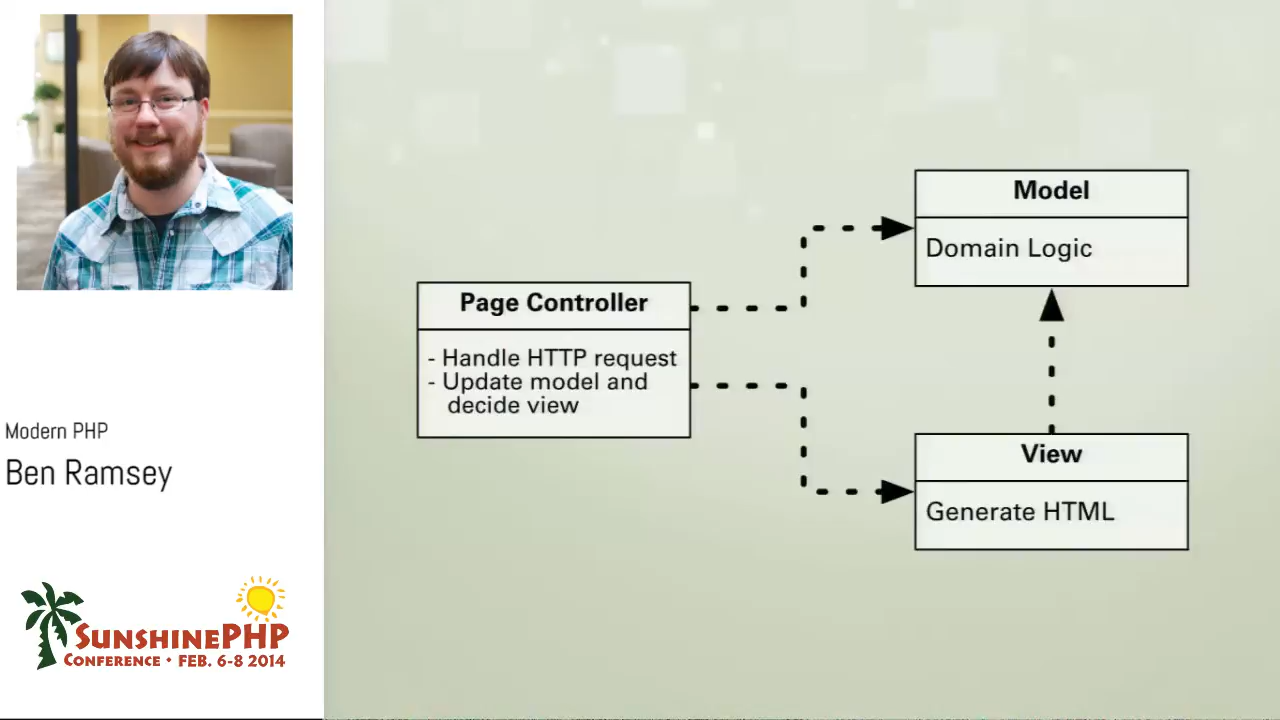 Modern PHP
Ben Ramsey
SUNSHINEPHP
CONFERENCE • FEB. 6-8 2014
Page Controller
- Handle HTTP request
- Update model and
decide view
Model
Domain Logic
View
Generate HTML